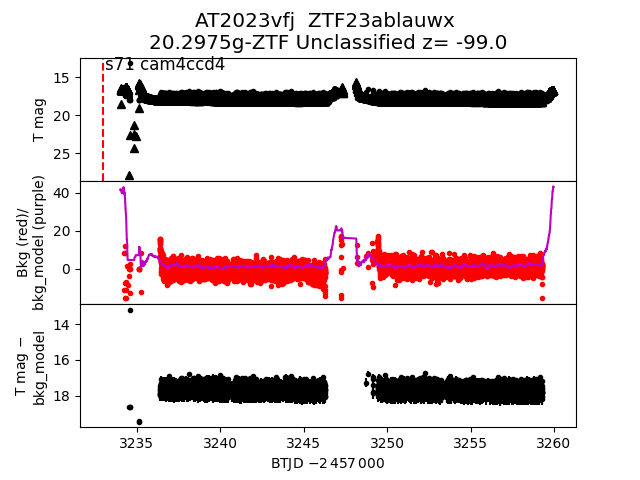 AT2023vfj  ZTF23ablauwx
20.2975g-ZTF Unclassified z= -99.0
s71 cam4ccd4
T mag
15
20
25
Bkg (red)/
bkg_model (purple)
40
20
0
T mag −
bkg_model
14
16
18
3235 3240 3245 3250 3255 3260
BTJD −2 457 000